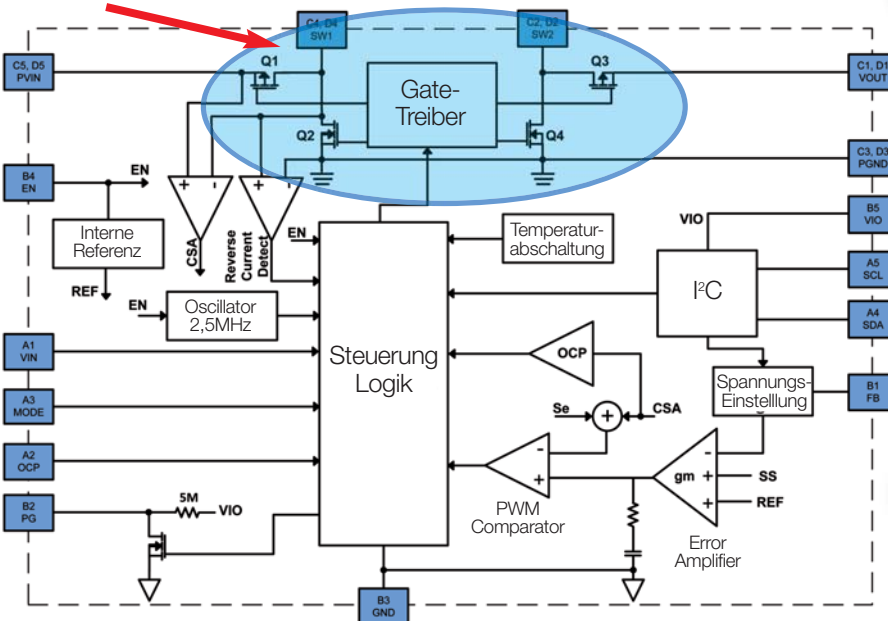 C4, D4
SW1
C2, D2
SW2
C5, D5
PVIN
Q1
Q3
C1, D1
VOUT
Gate-
Treiber
Q2
Q4
C3, D3
PGND
B4
EN
EN
+ -
+ -
Interne
Referenz
REF
CSA
Reverse
Current
Detect
EN
Temperatur-
abschaltung
VIO
B5
VIO
I²C
A5
SCL
A4
SDA
EN
Oscillator
2,5MHz
A1
VIN
Steuerung
Logik
OCP
Spannungs-
Einstelllung
B1
FB
A3
MODE
Se
+
CSA
A2
OCP
-
+
PWM
Comparator
gm
-
+
+
SS
REF
Error
Amplifier
B2
PG
5M
VIO
B3
GND